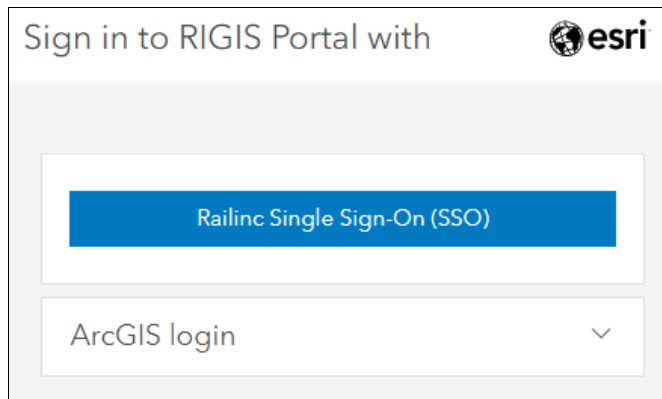 Sign in to RIGIS Portal with
esri
Railinc Single Sign-On (SSO)
ArcGIS login